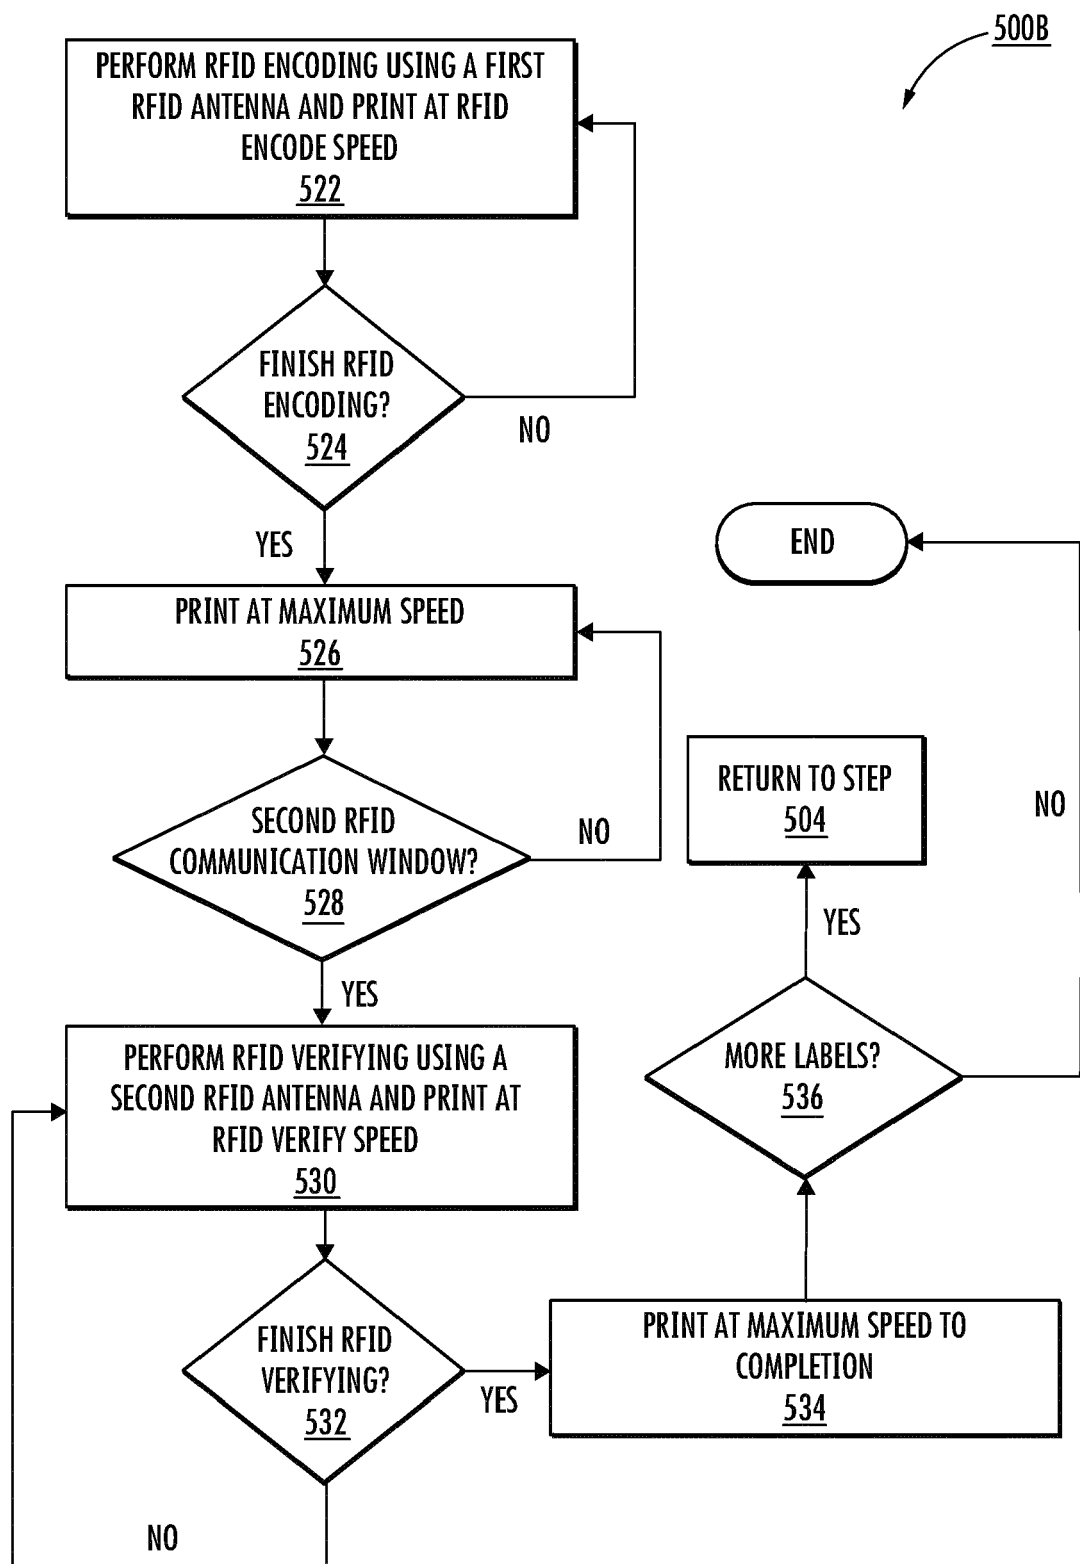 500B
PERFORM RFID ENCODING USING A FIRST
RFID ANTENNA AND PRINT AT RFID
ENCODE SPEED
522
FINISH RFID
ENCODING?
524
NO
YES
PRINT AT MAXIMUM SPEED
526
SECOND RFID
COMMUNICATION WINDOW?
528
NO
YES
PERFORM RFID VERIFYING USING A
SECOND RFID ANTENNA AND PRINT AT
RFID VERIFY SPEED
530
FINISH RFID
VERIFYING?
532
NO
YES
PRINT AT MAXIMUM SPEED TO
COMPLETION
534
MORE LABELS?
536
YES
RETURN TO STEP
504
NO
END